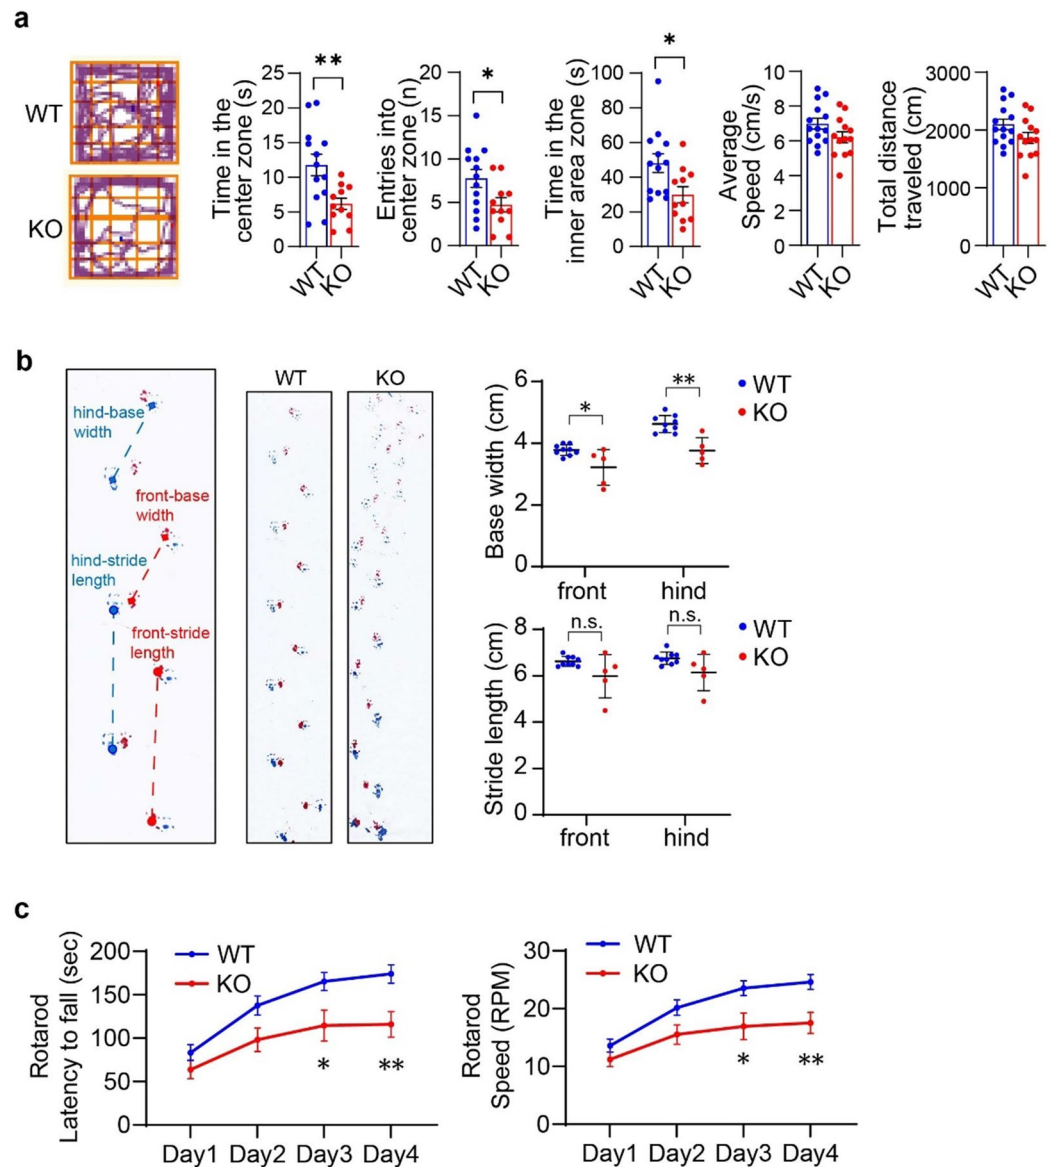 a
WT
KO
Time in the
center zone (s)
25
20
15
10
5
0
**
WT
KO
Entries into
center zone (n)
20
15
10
5
0
*
WT
KO
Time in the
inner area zone (s)
100
80
60
40
20
0
*
WT
KO
Average
Speed (cm/s)
10
8
6
4
2
0
WT
KO
Total distance
traveled (cm)
3000
2000
1000
0
WT
KO
b
hind-base
width
front-base
width
hind-stride
length
front-stride
length
WT
KO
Base width (cm)
6
4
2
0
*
**
WT
KO
front
hind
Stride length (cm)
8
6
4
2
0
n.s.
n.s.
WT
KO
front
hind
c
Rotarod
Latency to fall (sec)
200
150
100
50
0
WT
KO
*
**
Day1 Day2 Day3 Day4
Rotarod
Speed (RPM)
30
20
10
0
WT
KO
*
**
Day1 Day2 Day3 Day4